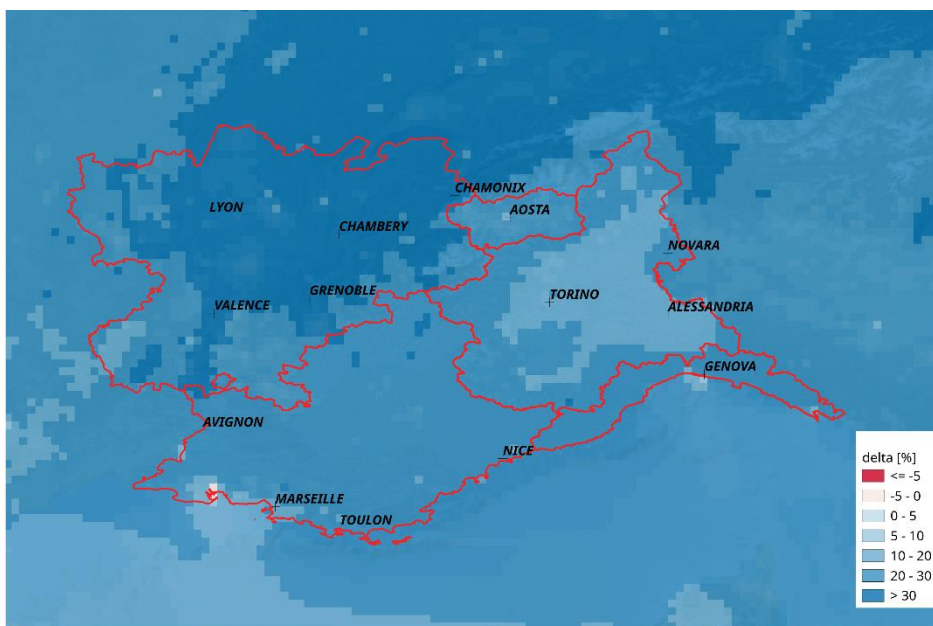 CHAMONIX
LYON
AOSTA
CHAMBERY
NOVARA
GRENOBLE
TORINO
VALENCE
ALESSANDRIA
GENOVA
AVIGNON
NICE
MARSEILLE
TOULON
delta [%]
<= -5
-5 - 0
0 - 5
5 - 10
10 - 20
20 - 30
> 30